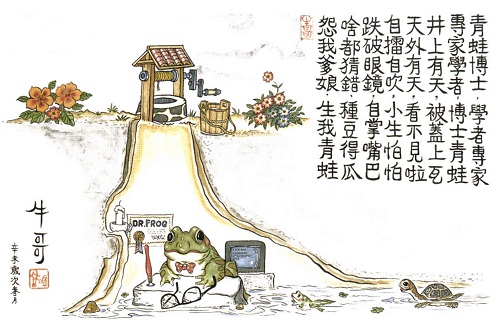 青蛙博士·學者專家
專家學者·博士青蛙
井上有天·被蓋上瓦
天外有天·看不見啦
自擂自吹·小生怕怕
跌破眼鏡·自掌嘴巴
啥都猜錯·種豆得瓜
怨我爹娘 生我青蛙
牛哥
辛未歲次
DR.FROG